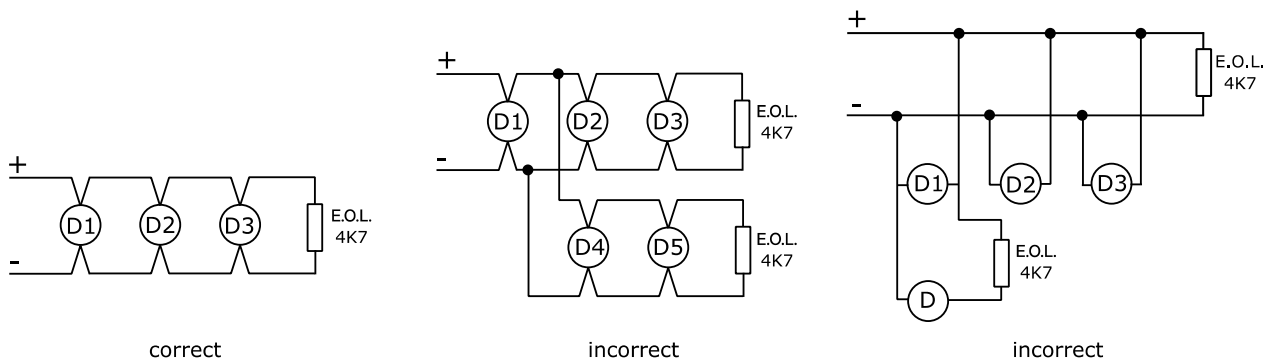 +
D1 D2 D3
E.O.L.
4K7
-
correct
+
D1 D2 D3
E.O.L.
4K7
-
D4 D5
E.O.L.
4K7
incorrect
+
E.O.L.
4K7
-
D1 D2 D3
E.O.L.
4K7
D
incorrect